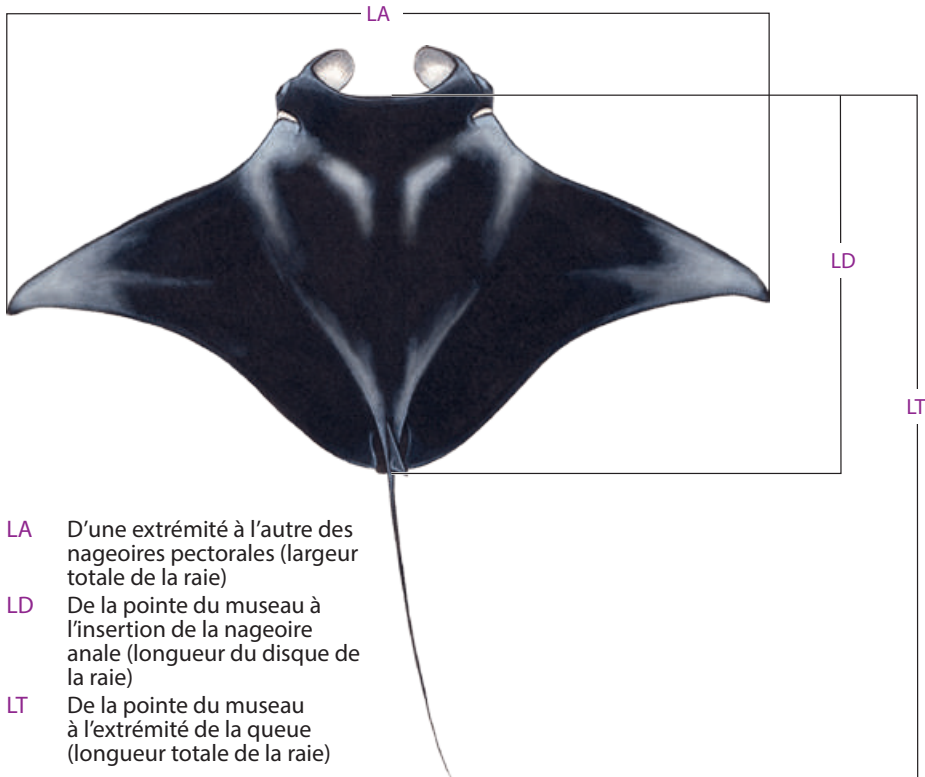 LA
LD
LT
LA D’une extrémité à l’autre des
nageoires pectorales (largeur
totale de la raie)
LD De la pointe du museau à
l’insertion de la nageoire
anale (longueur du disque de
la raie)
LT De la pointe du museau
à l’extrémité de la queue
(longueur totale de la raie)